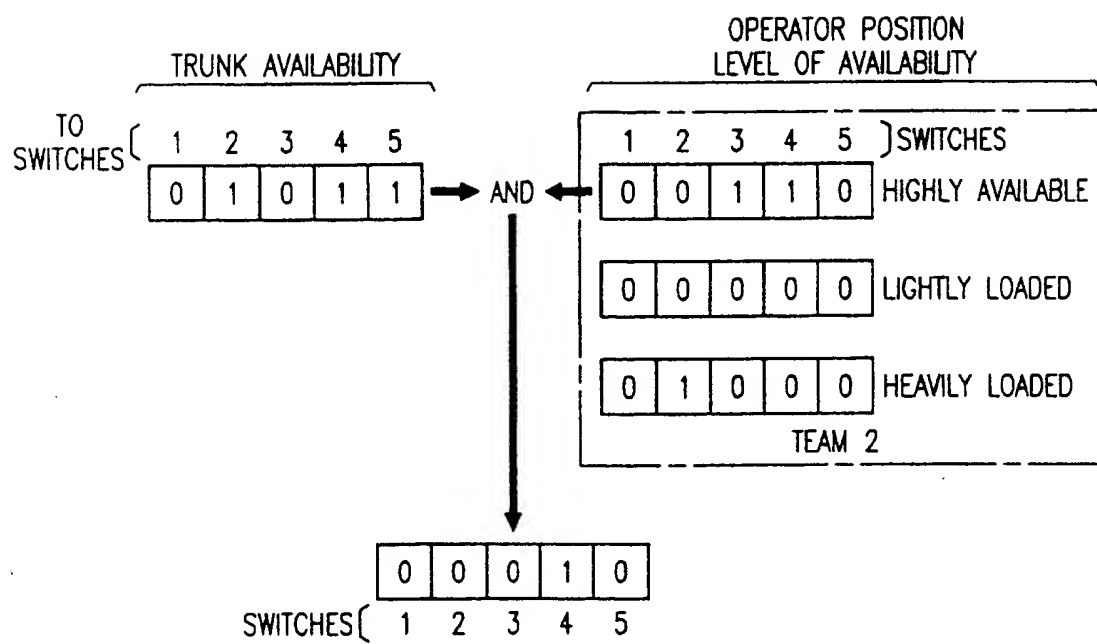 TRUNK AVAILABILITY
OPERATOR POSITION
LEVEL OF AVAILABILITY
TO
SWITCHES
1 2 3 4 5
0 1 0 1 1
AND
1 2 3 4 5 SWITCHES
0 0 1 1 0 HIGHLY AVAILABLE
0 0 0 0 0 LIGHTLY LOADED
0 1 0 0 0 HEAVILY LOADED
TEAM 2
0 0 0 1 0
SWITCHES 1 2 3 4 5